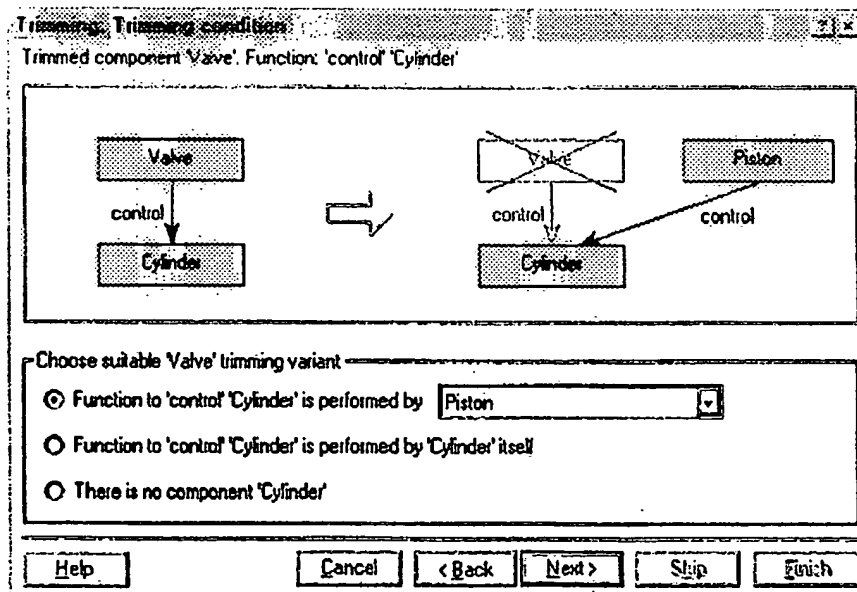 Trimming. Trimming condition
Trimmed component 'Valve'. Function: 'control' 'Cylinder'
Valve
control
Cylinder
Valve
control
Cylinder
Piston
control
Choose suitable 'Valve' trimming variant
Function to 'control' 'Cylinder' is performed by Piston
Function to 'control' 'Cylinder' is performed by 'Cylinder' itself
There is no component 'Cylinder'
Help Cancel < Back Next > Skip Finish